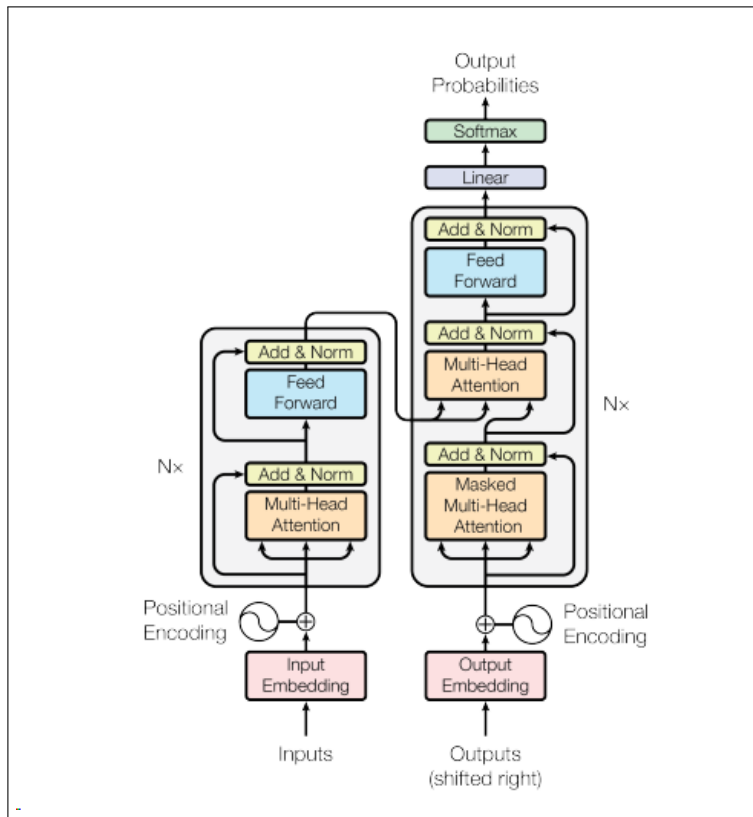 Output
Probabilities
Softmax
Linear
Add & Norm
Feed
Forward
Add & Norm
Multi-Head
Attention
Add & Norm
Masked
Multi-Head
Attention
Nx
Add & Norm
Feed
Forward
Add & Norm
Multi-Head
Attention
Nx
Positional
Encoding
Positional
Encoding
Input
Embedding
Output
Embedding
Inputs
Outputs
(shifted right)